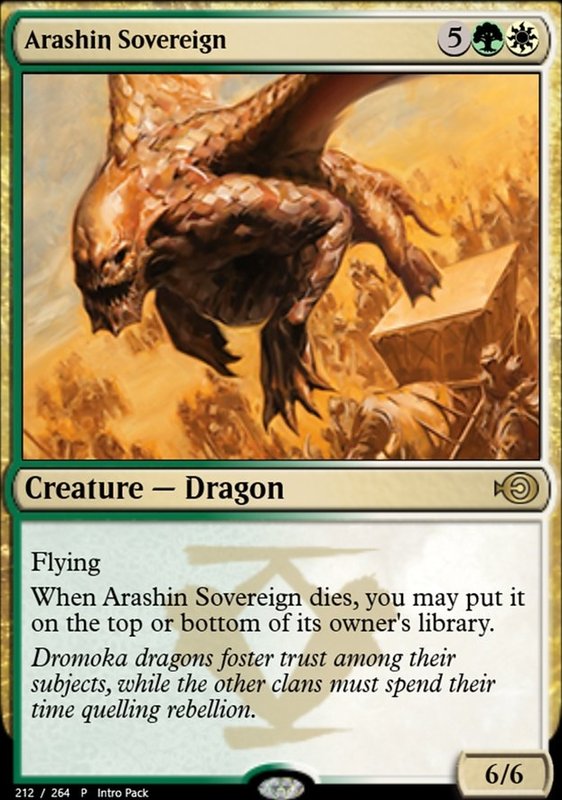 Arashin Sovereign 5
Creature — Dragon
Flying
When Arashin Sovereign dies, you may put it
on the top or bottom of its owner's library.
Dromoka dragons foster trust among their
subjects, while the other clans must spend their
time quelling rebellion.
6/6
212 / 264 P Intro Pack